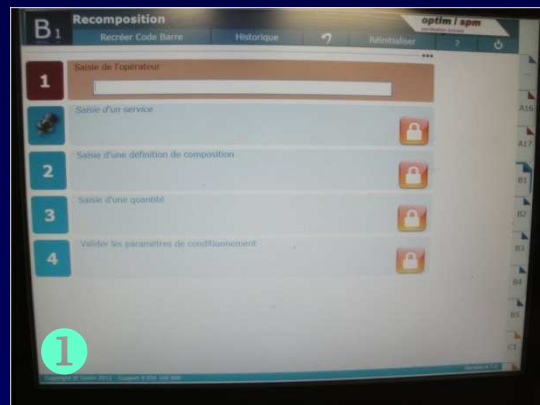 B1
Recomposition
optim | spm
Recréer Code Barre
Historique
?
Réinitialiser
?
1
Saisie de l'opérateur
Saisie d'un service
2
Saisie d'une définition de composition
3
Saisie d'une quantité
4
Valider les paramètres de conditionnement
A16
A17
B1
B2
B3
B4
B5
C1
1